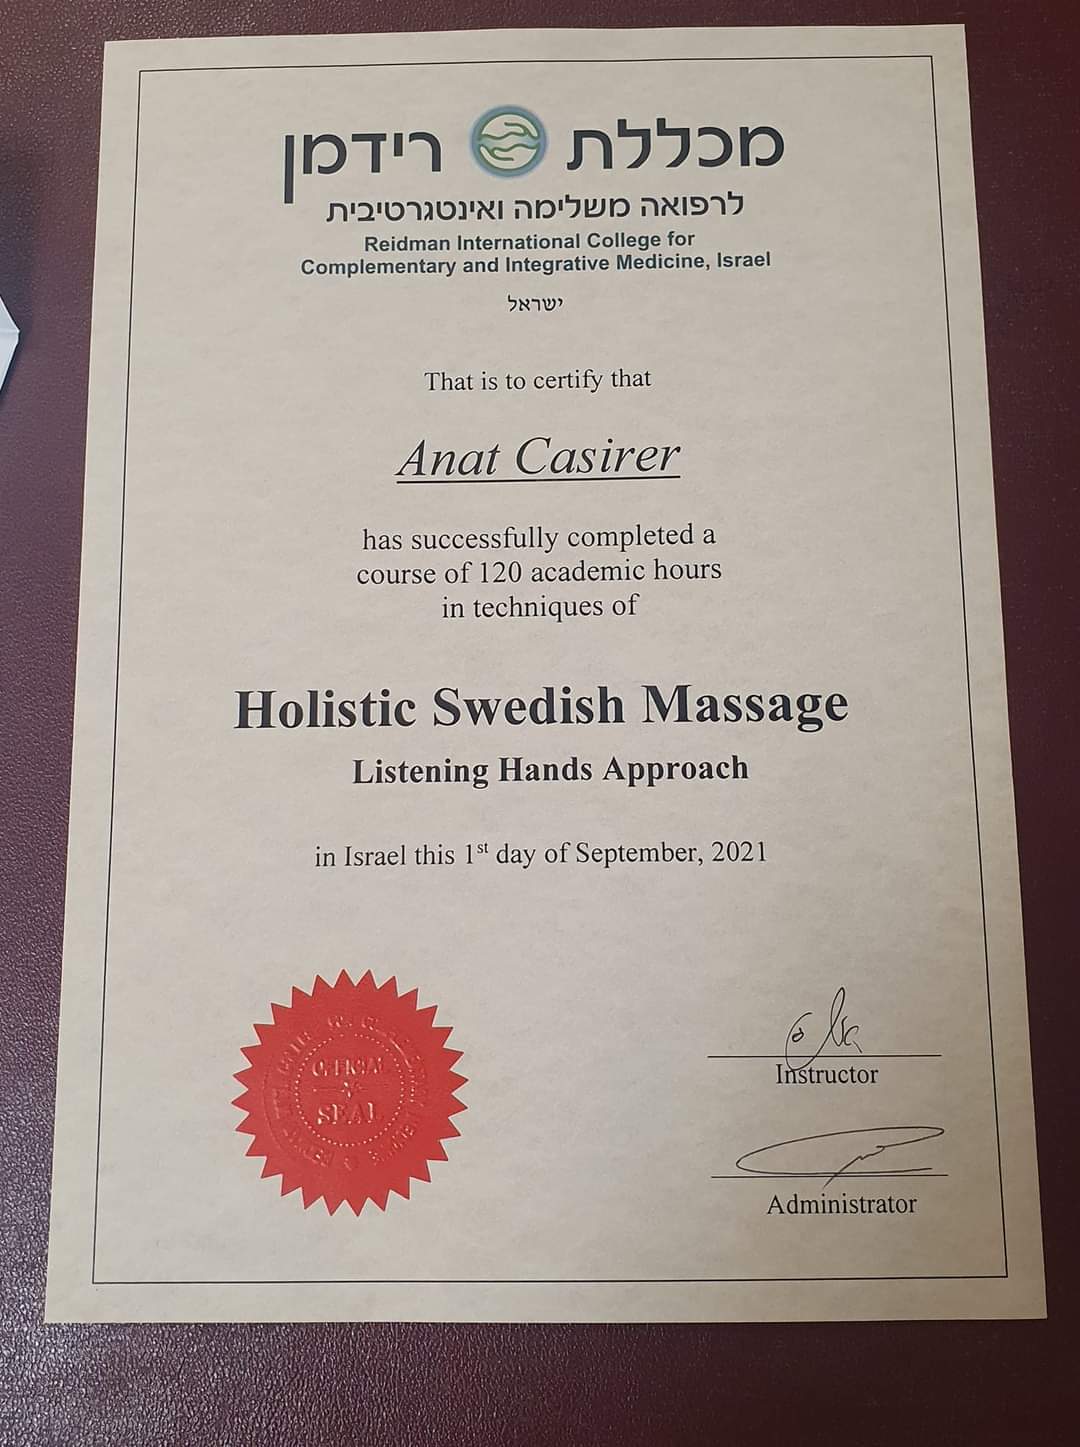 מכללת רידמן
לרפואה משלימה ואינטגרטיבית
Reidman International College for
Complementary and Integrative Medicine, Israel
ישראל
That is to certify that
Anat Casirer
has successfully completed a
course of 120 academic hours
in techniques of
Holistic Swedish Massage
Listening Hands Approach
in Israel this 1st day of September, 2021
OFFICIAL
SEAL
Instructor
Administrator